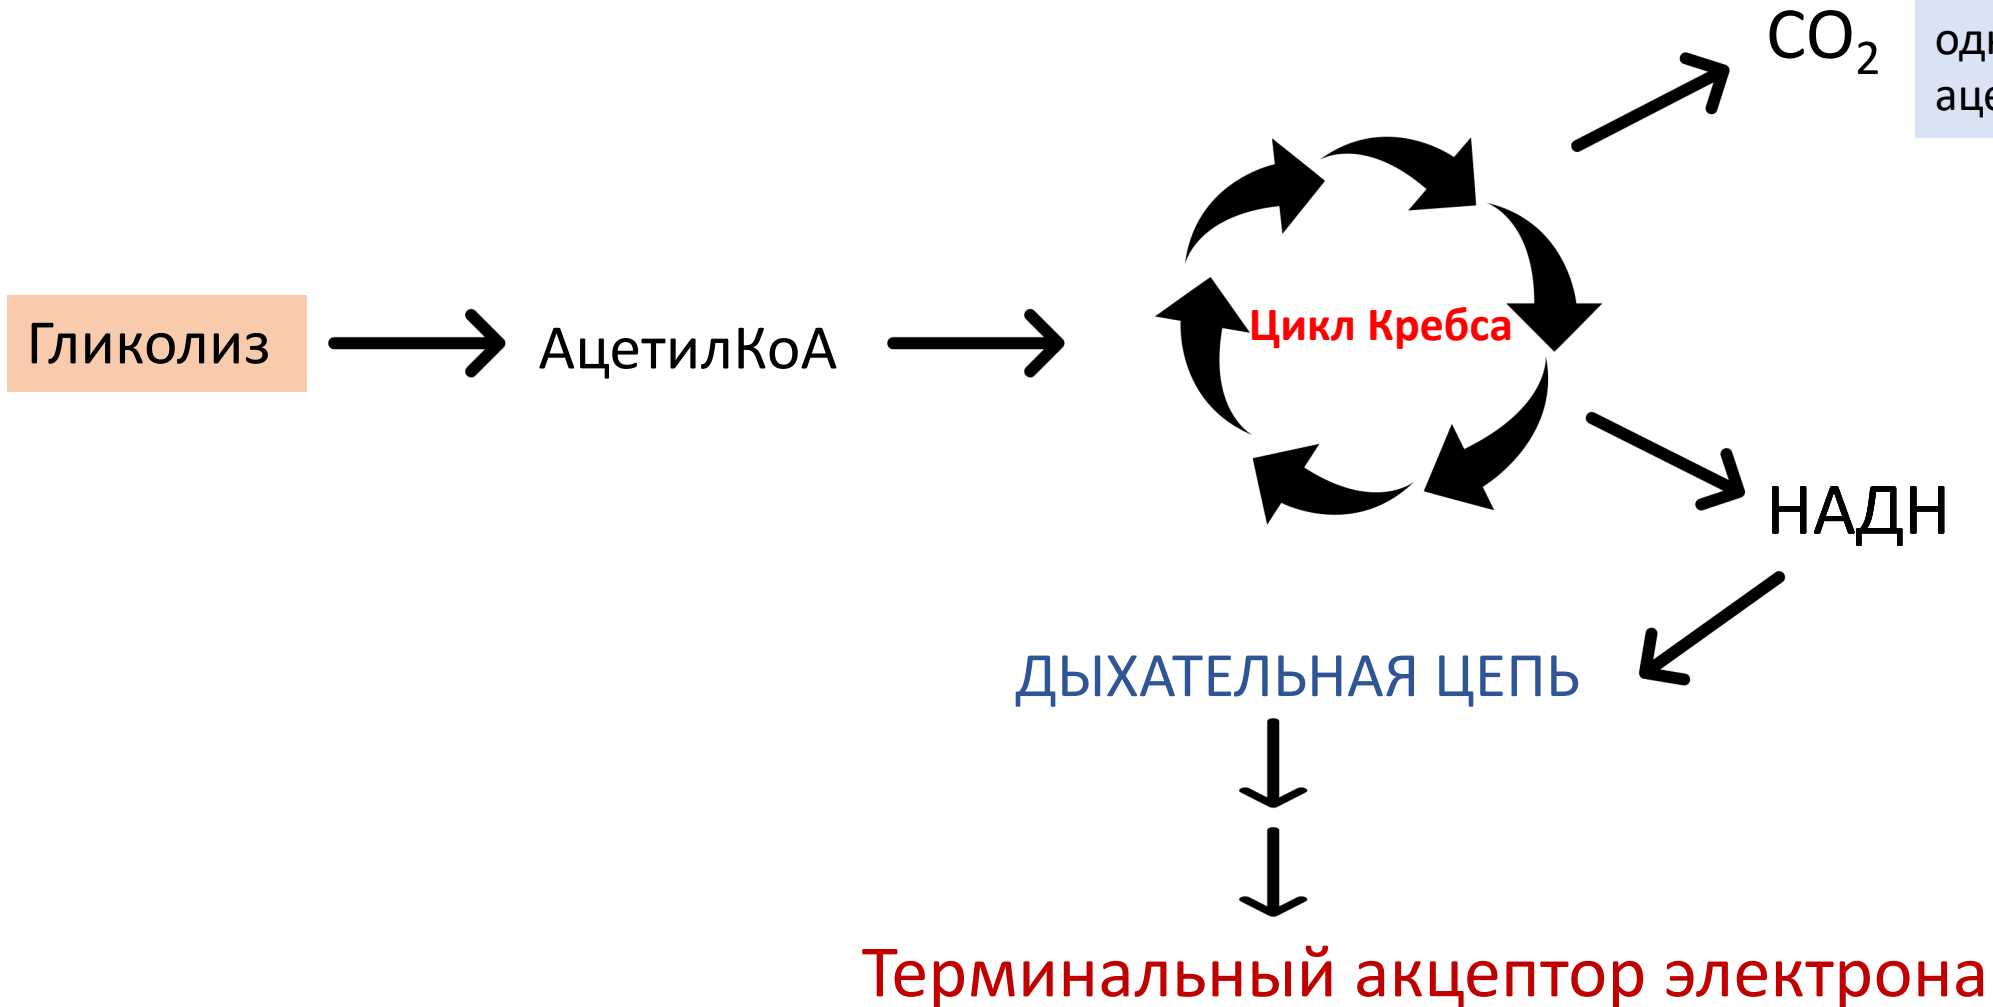 CO₂
Гликолиз
АцетилКоА
Цикл Кребса
НАДН
ДЫХАТЕЛЬНАЯ ЦЕПЬ
Терминальный акцептор электрона